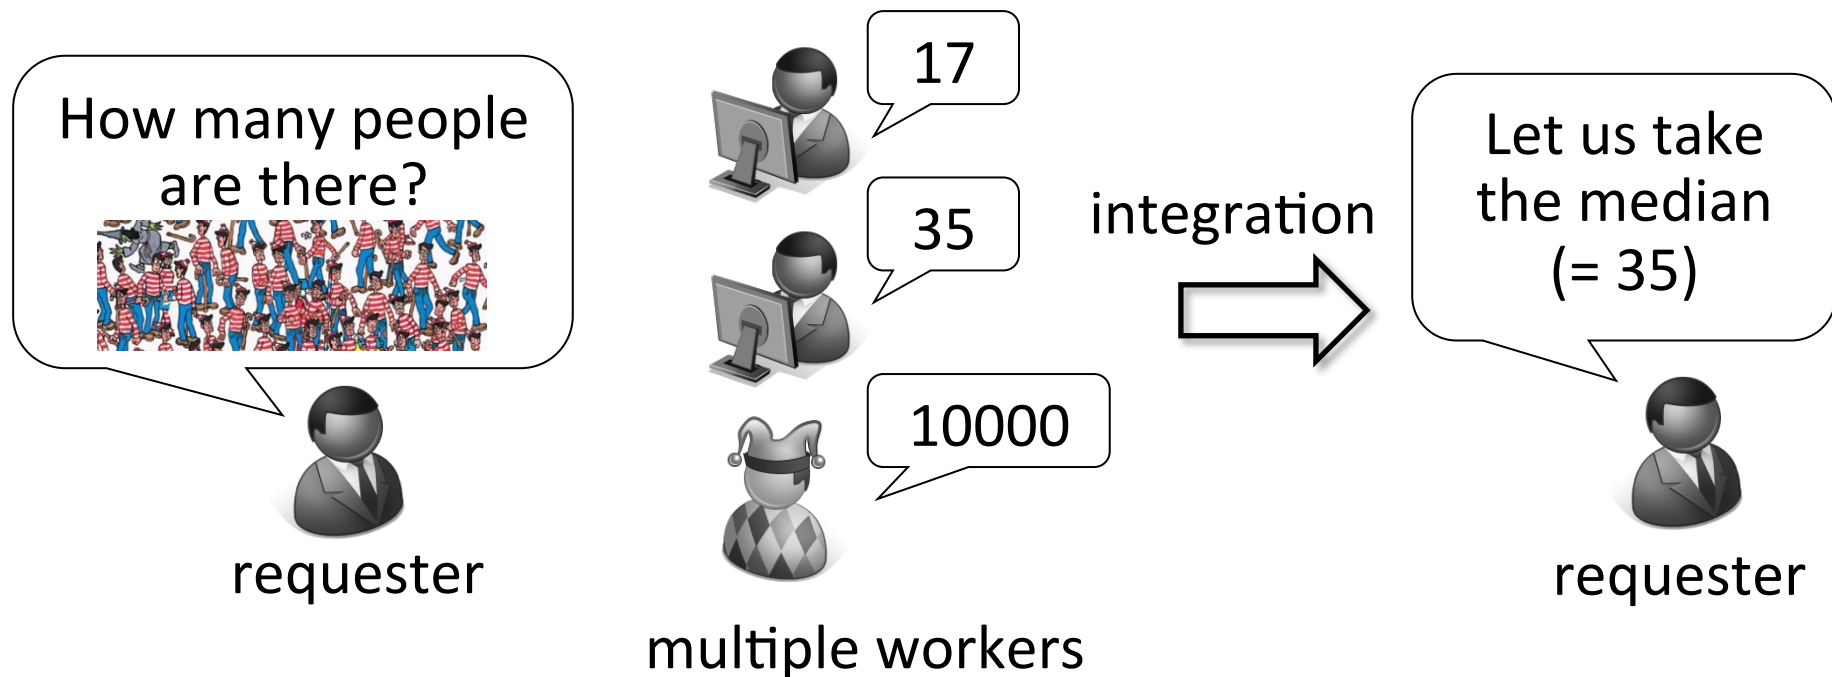 How many people
are there?
requester
17
35
10000
multiple workers
integration
Let us take
the median
(= 35)
requester